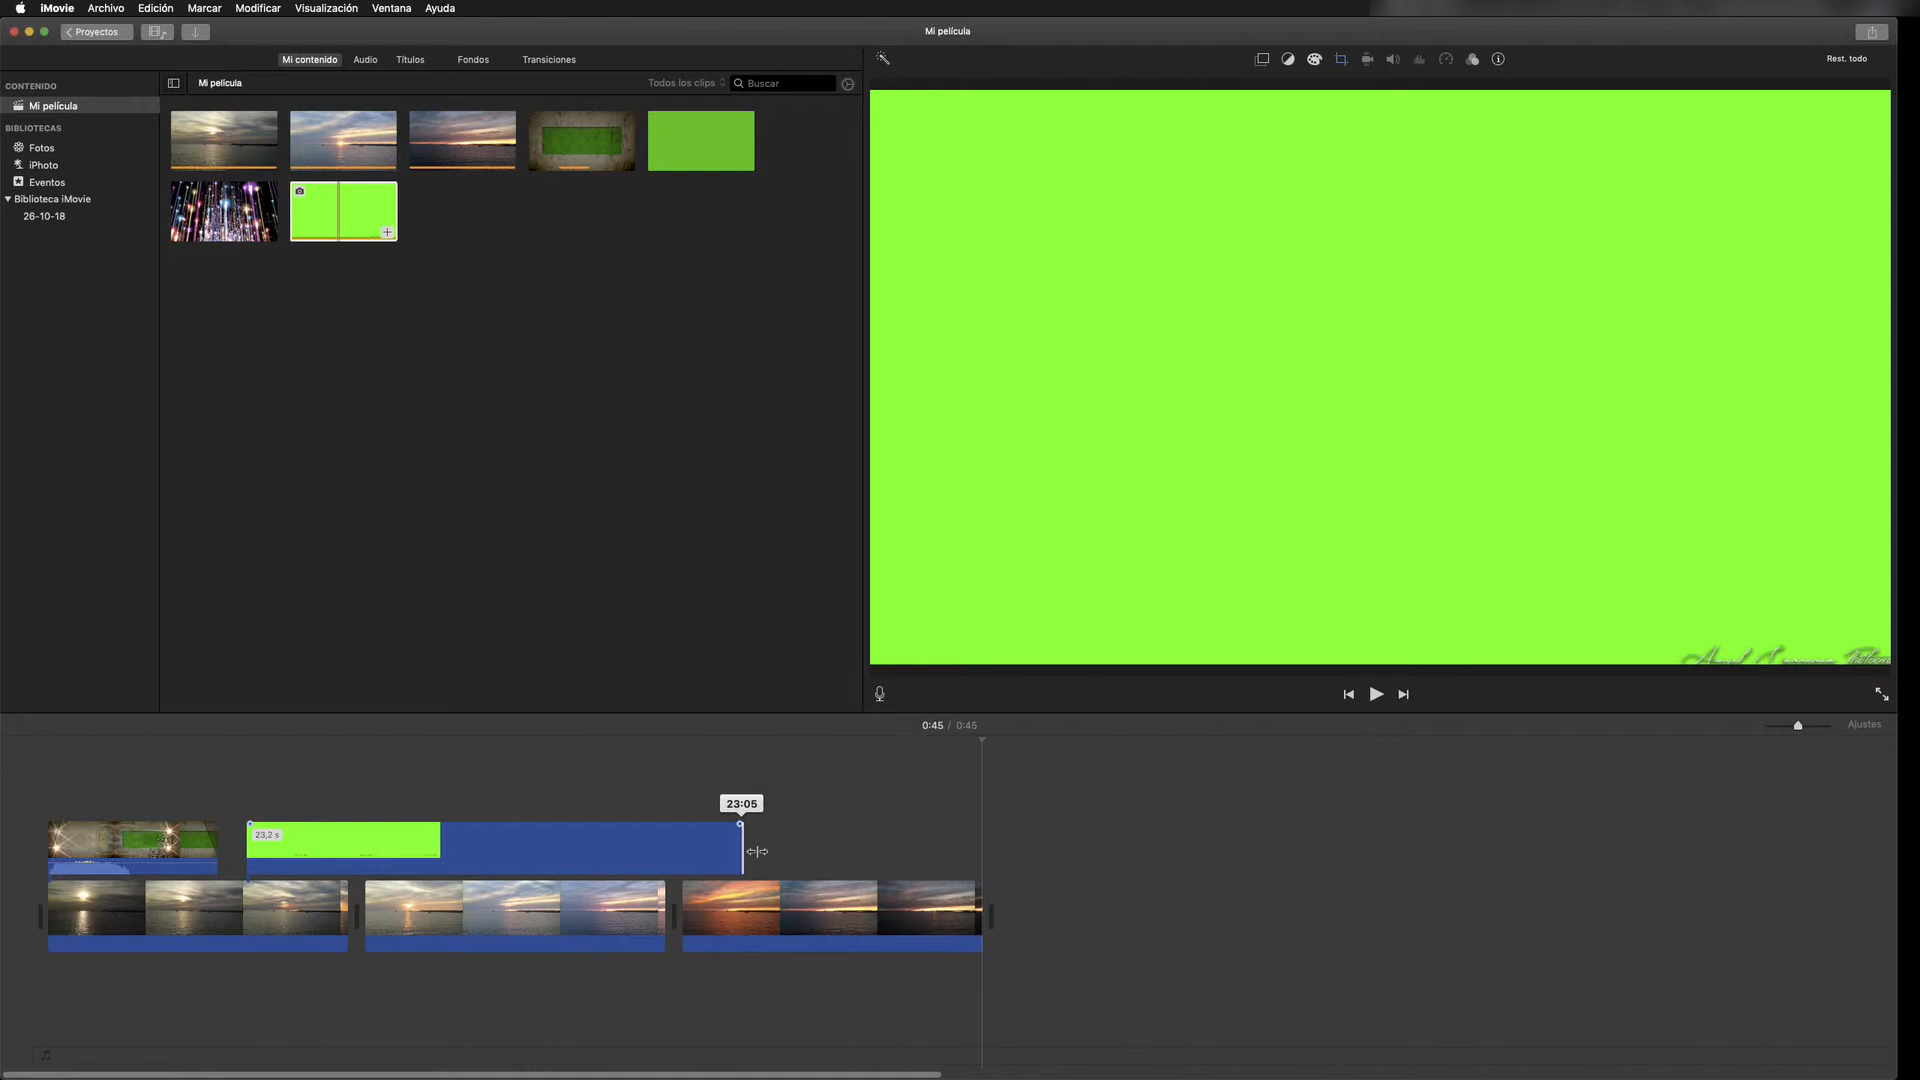 iMovie Archivo Edición Marcar Modificar Visualización Ventana Ayuda
Proyectos
Mi película
Mi contenido Audio Títulos Fondos Transiciones
Rest. todo
CONTENIDO
Mi película
BIBLIOTECAS
Fotos
iPhoto
Eventos
Biblioteca iMovie
26-10-18
Mi película
Todos los clips
Buscar
0:45 / 0:45
Ajustes
23:05
23,2 s